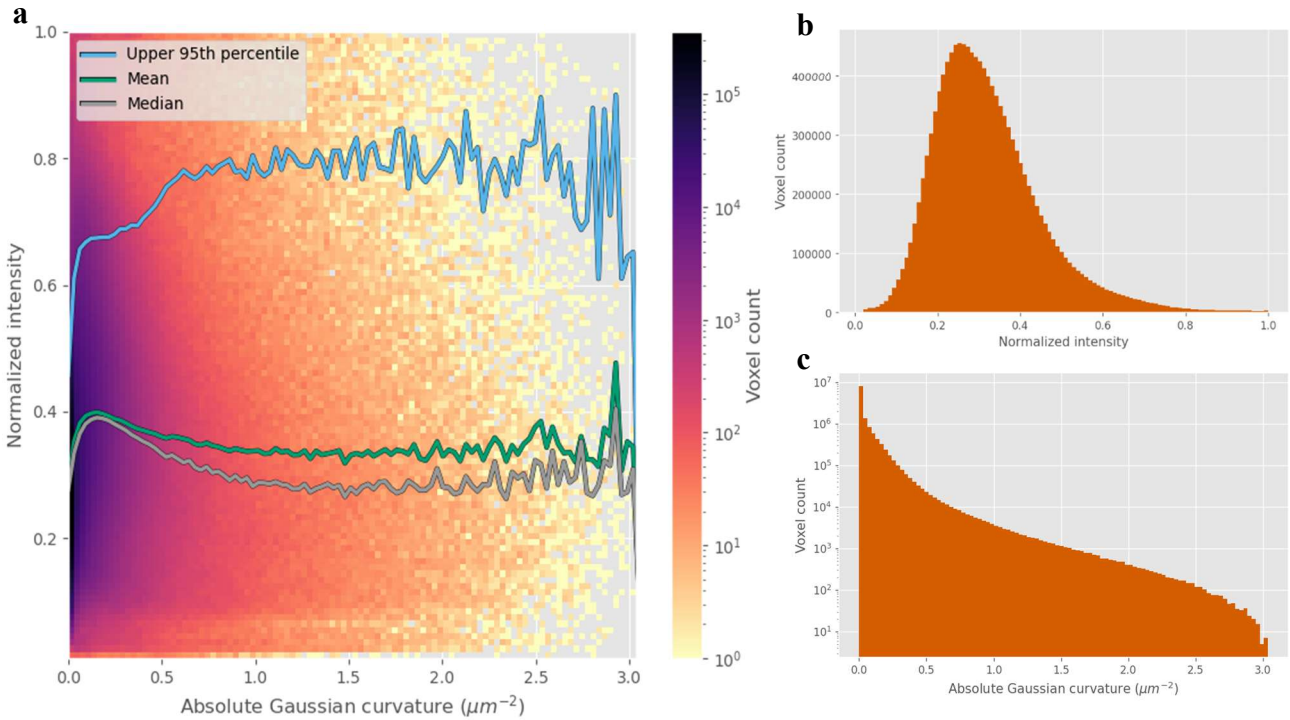 a
Upper 95th percentile
Mean
Median
1.0
0.8
0.6
0.4
0.2
Normalized intensity
0.0 0.5 1.0 1.5 2.0 2.5 3.0
Absolute Gaussian curvature (μm⁻²)
10⁵
10⁴
10³
10²
10¹
10⁰
Voxel count
b
400000
300000
200000
100000
0
Voxel count
0.0 0.2 0.4 0.6 0.8 1.0
Normalized intensity
c
10⁷
10⁶
10⁵
10⁴
10³
10²
10¹
Voxel count
0.0 0.5 1.0 1.5 2.0 2.5 3.0
Absolute Gaussian curvature (μm⁻²)